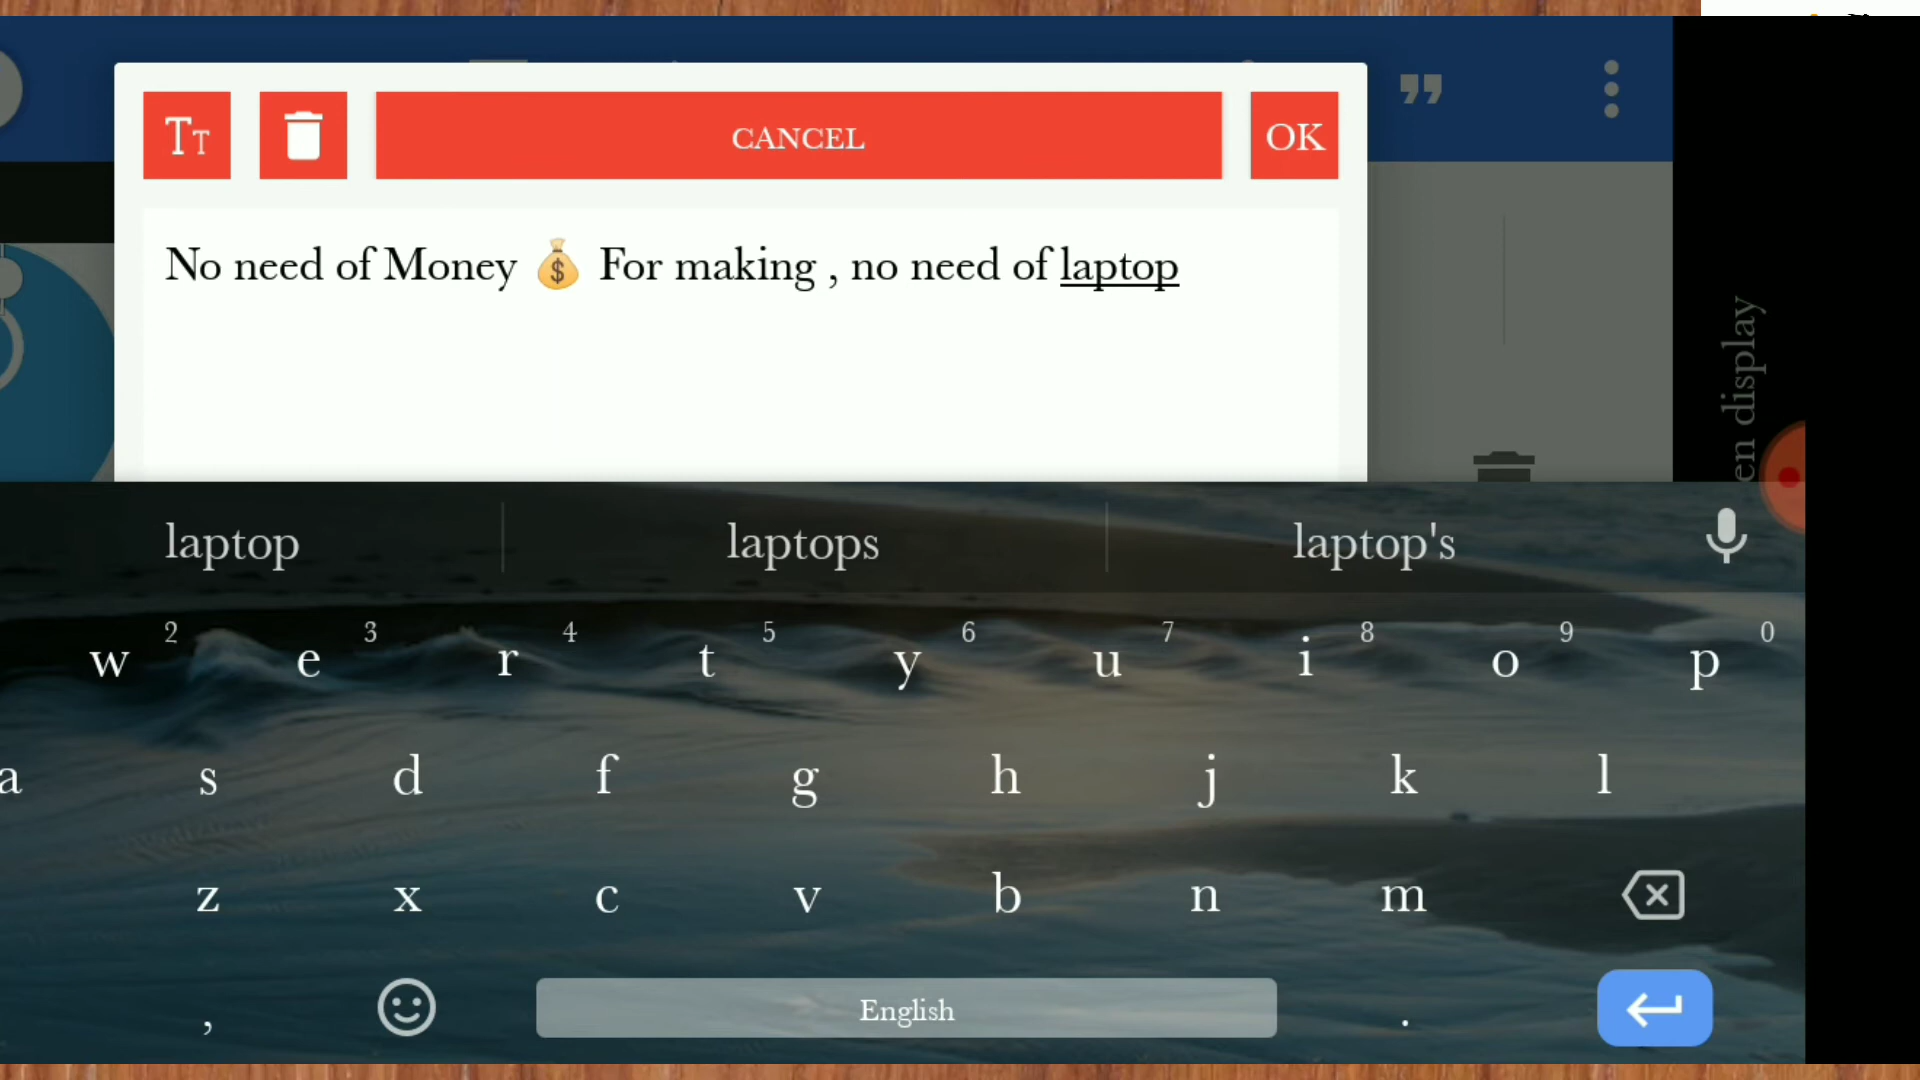 Tт
CANCEL
OK
No need of Money 💰 For making , no need of laptop
en display
laptop
laptops
laptop's
2 3 4 5 6 7 8 9 0
w e r t y u i o p
a s d f g h j k l
z x c v b n m
, English .